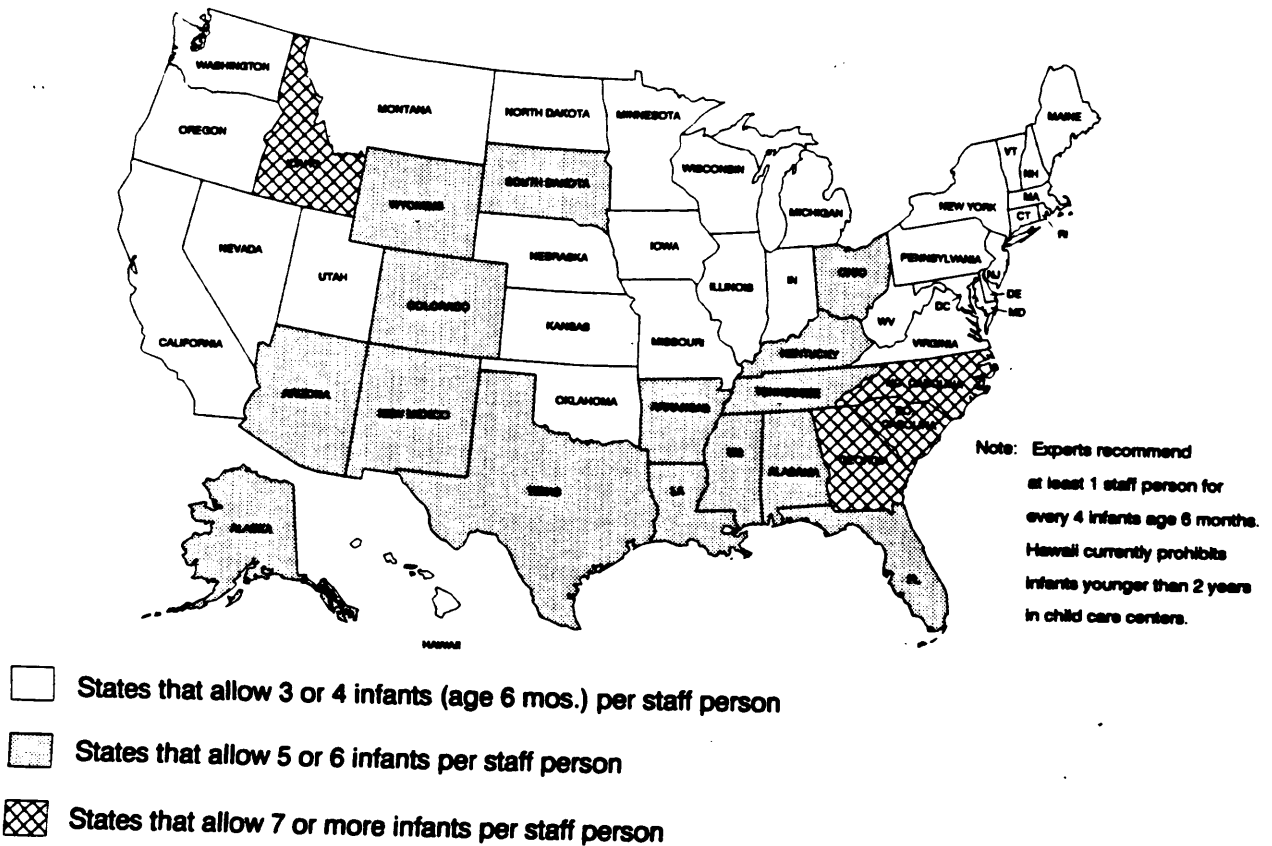 WASHINGTON
MONTANA
NORTH DAKOTA
MINNESOTA
MAINE
OREGON
VT
IDAHO
WISCONSIN
NH
SOUTH DAKOTA
WYOMING
MA
MICHIGAN
NEW YORK
CT
RI
NEVADA
IOWA
NEBRASKA
PENNSYLVANIA
UTAH
OHIO
NJ
ILLINOIS
IN
DE
COLORADO
DC
MD
WV
KANSAS
CALIFORNIA
MISSOURI
VIRGINIA
KENTUCKY
NO. CAROLINA
ARIZONA
TENNESSEE
OKLAHOMA
ARKANSAS
NEW MEXICO
SO.
CAROLINA
MS
GEORGIA
ALABAMA
TEXAS
LA
ALASKA
FL
HAWAII
Note: Experts recommend
at least 1 staff person for
every 4 infants age 6 months.
Hawaii currently prohibits
infants younger than 2 years
in child care centers.
States that allow 3 or 4 infants (age 6 mos.) per staff person
States that allow 5 or 6 infants per staff person
States that allow 7 or more infants per staff person